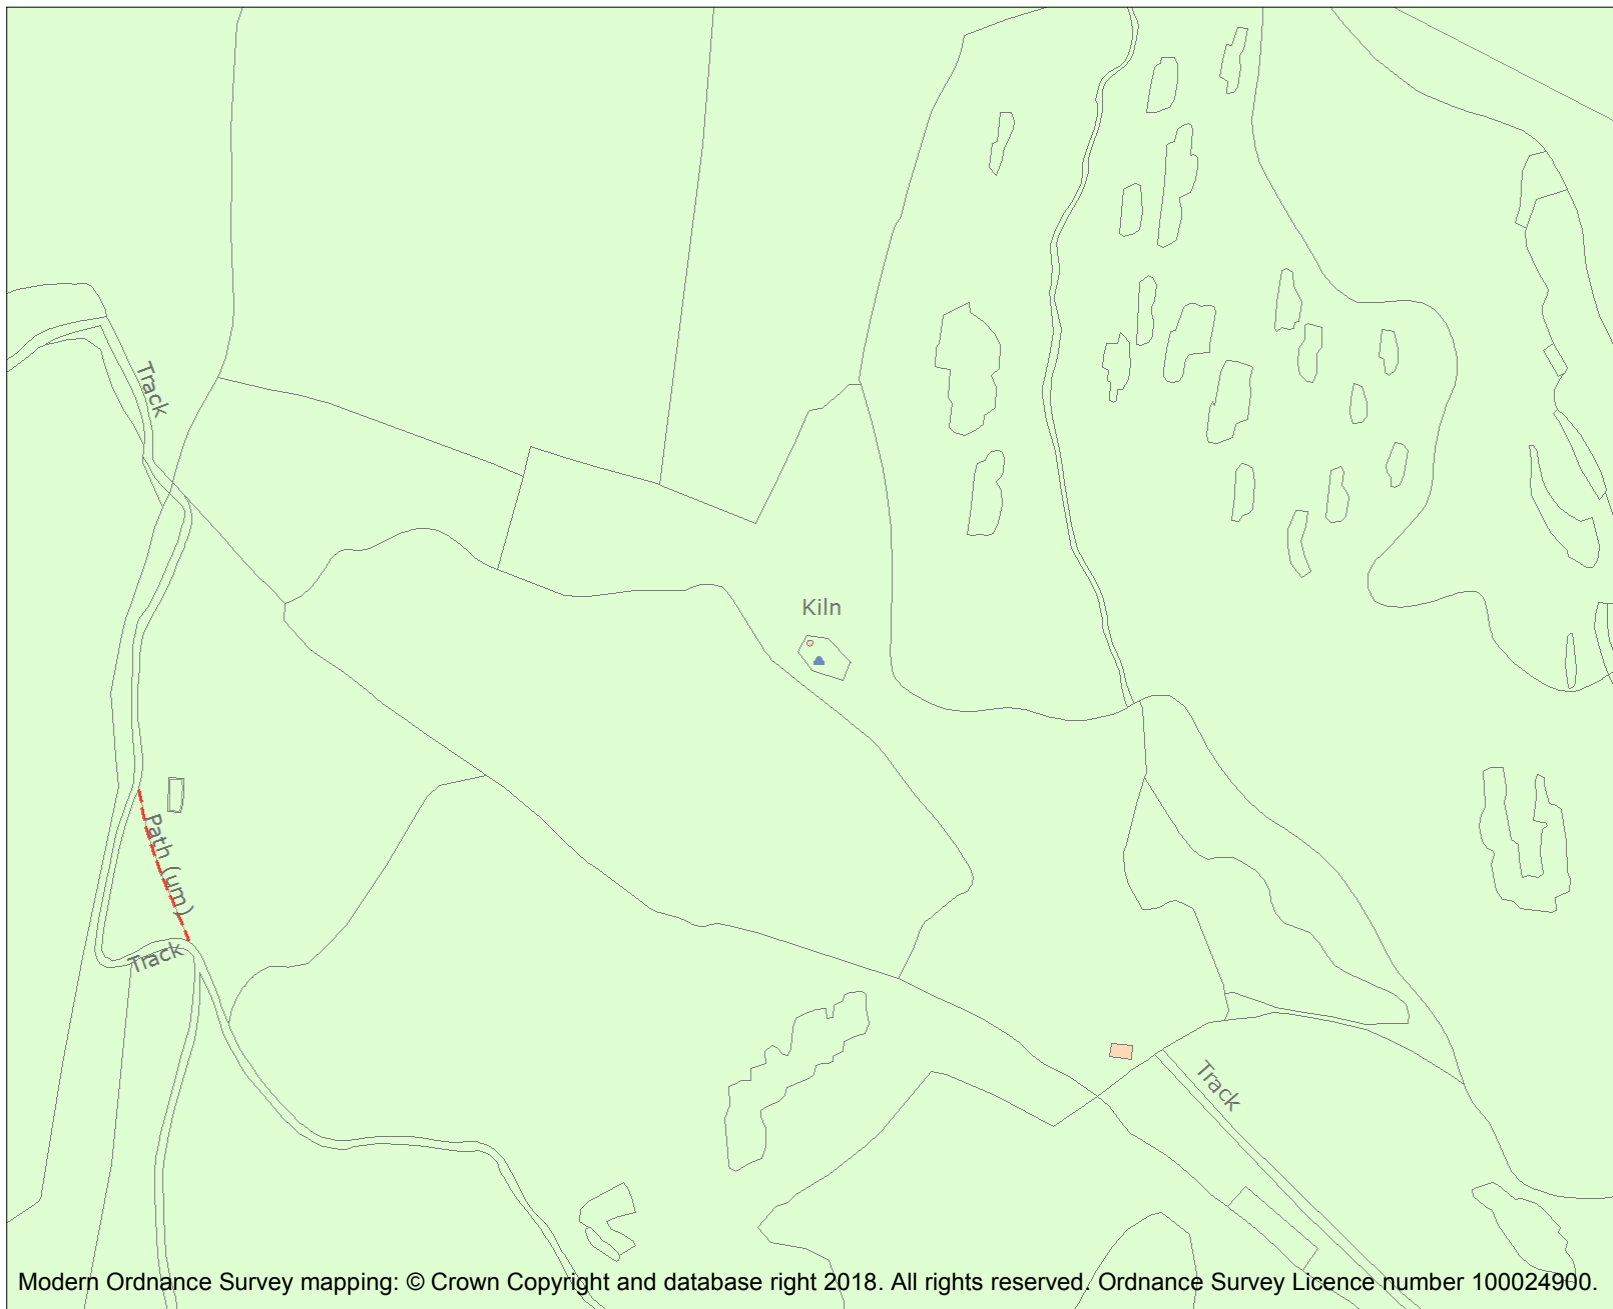 Track
Kiln
Path (um)
Track
Track
Modern Ordnance Survey mapping: © Crown Copyright and database right 2018. All rights reserved. Ordnance Survey Licence number 100024900.